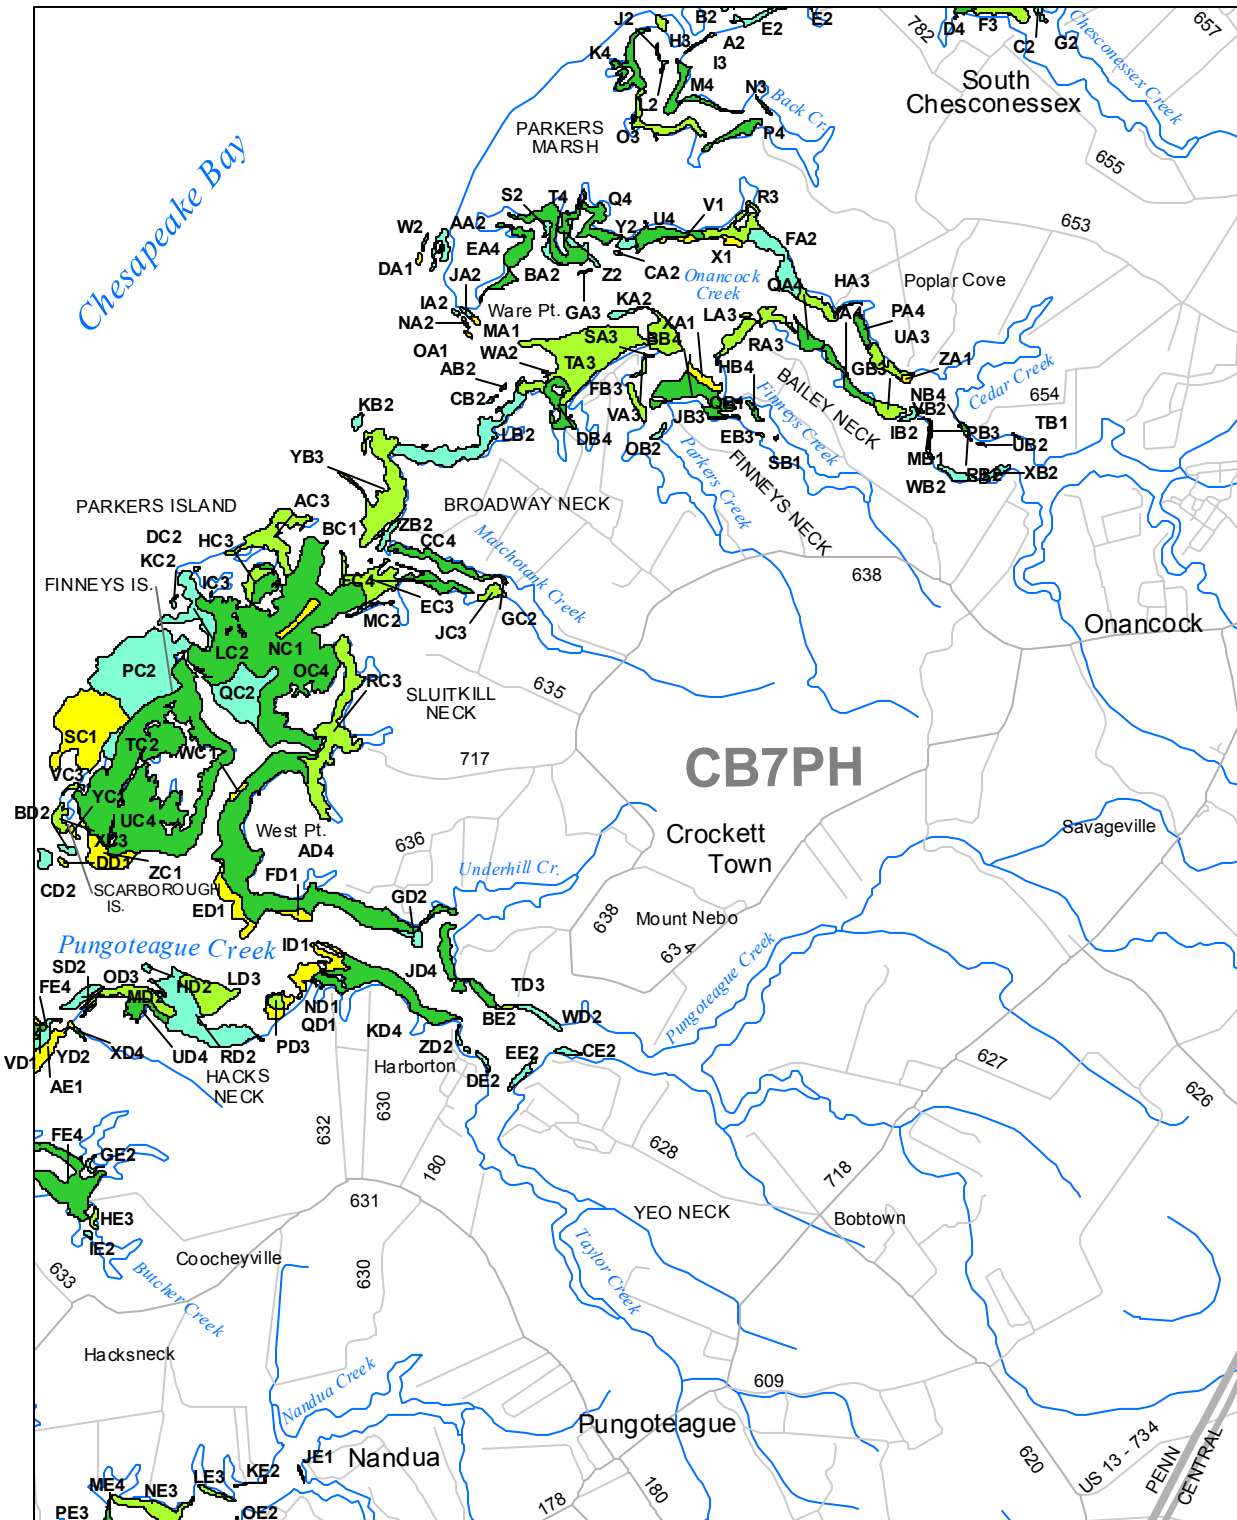 J2
B2
E2
E2
D4
F3
C2
G2
782
657
Chesconessex Creek
H3
A2
I3
K4
M4
N3
L2
Back Cr.
South
Chesconessex
O3
P4
PARKERS
MARSH
655
Chesapeake Bay
S2
T4
Q4
V1
R3
W2
AA2
Y2
U4
653
EA4
FA2
X1
DA1
JA2
BA2
Z2
CA2
Onancock
Creek
QA4
HA3
Poplar Cove
IA2
Ware Pt.
GA3
KA2
LA3
PA4
NA2
MA1
SA3
XA1
UA3
OA1
WA2
BB4
RA3
TA3
GB3
ZA1
AB2
HB4
BAILEY NECK
FB3
Finneys Creek
NB4
Cedar Creek
CB2
VA3
JB3
654
KB2
LB2
DB4
OB2
EB3
IB2
PB3
TB1
UB2
SB1
MB1
YB3
Parkers Creek
FINNEYS NECK
WB2
XB2
PARKERS ISLAND
AC3
BC1
BROADWAY NECK
ZB2
DC2
HC3
CC4
Matchotank Creek
KC2
638
FINNEYS IS.
IC3
EC3
MC2
JC3
GC2
Onancock
LC2
NC1
PC2
OC4
QC2
RC3
635
SLUITKILL
NECK
SC1
TC2
WC1
717
CB7PH
VC3
YC1
BD2
UC4
West Pt.
636
Crockett
Town
Savageville
AD4
DD1
ZC1
FD1
Underhill Cr.
CD2
SCARBOROUGH
IS.
ED1
GD2
638
Mount Nebo
634
Pungoteague Creek
ID1
Pungoteague Creek
SD2
OD3
LD3
JD4
FE4
HD2
MD2
TD3
ND1
QD1
BE2
WD2
VD1
YD2
XD4
UD4
RD2
PD3
KD4
ZD2
EE2
CE2
AE1
HACKS
NECK
Harborton
DE2
627
626
632
630
FE4
GE2
628
180
718
631
HE3
YEO NECK
Bobtown
IE2
Coocheyville
633
Butcher Creek
630
Taylor Creek
Hacksneck
609
Nandua Creek
Pungoteague
Nandua
JE1
KE2
LE3
ME4
NE3
OE2
PE3
178
180
620
US 13 - 734
PENN
CENTRAL